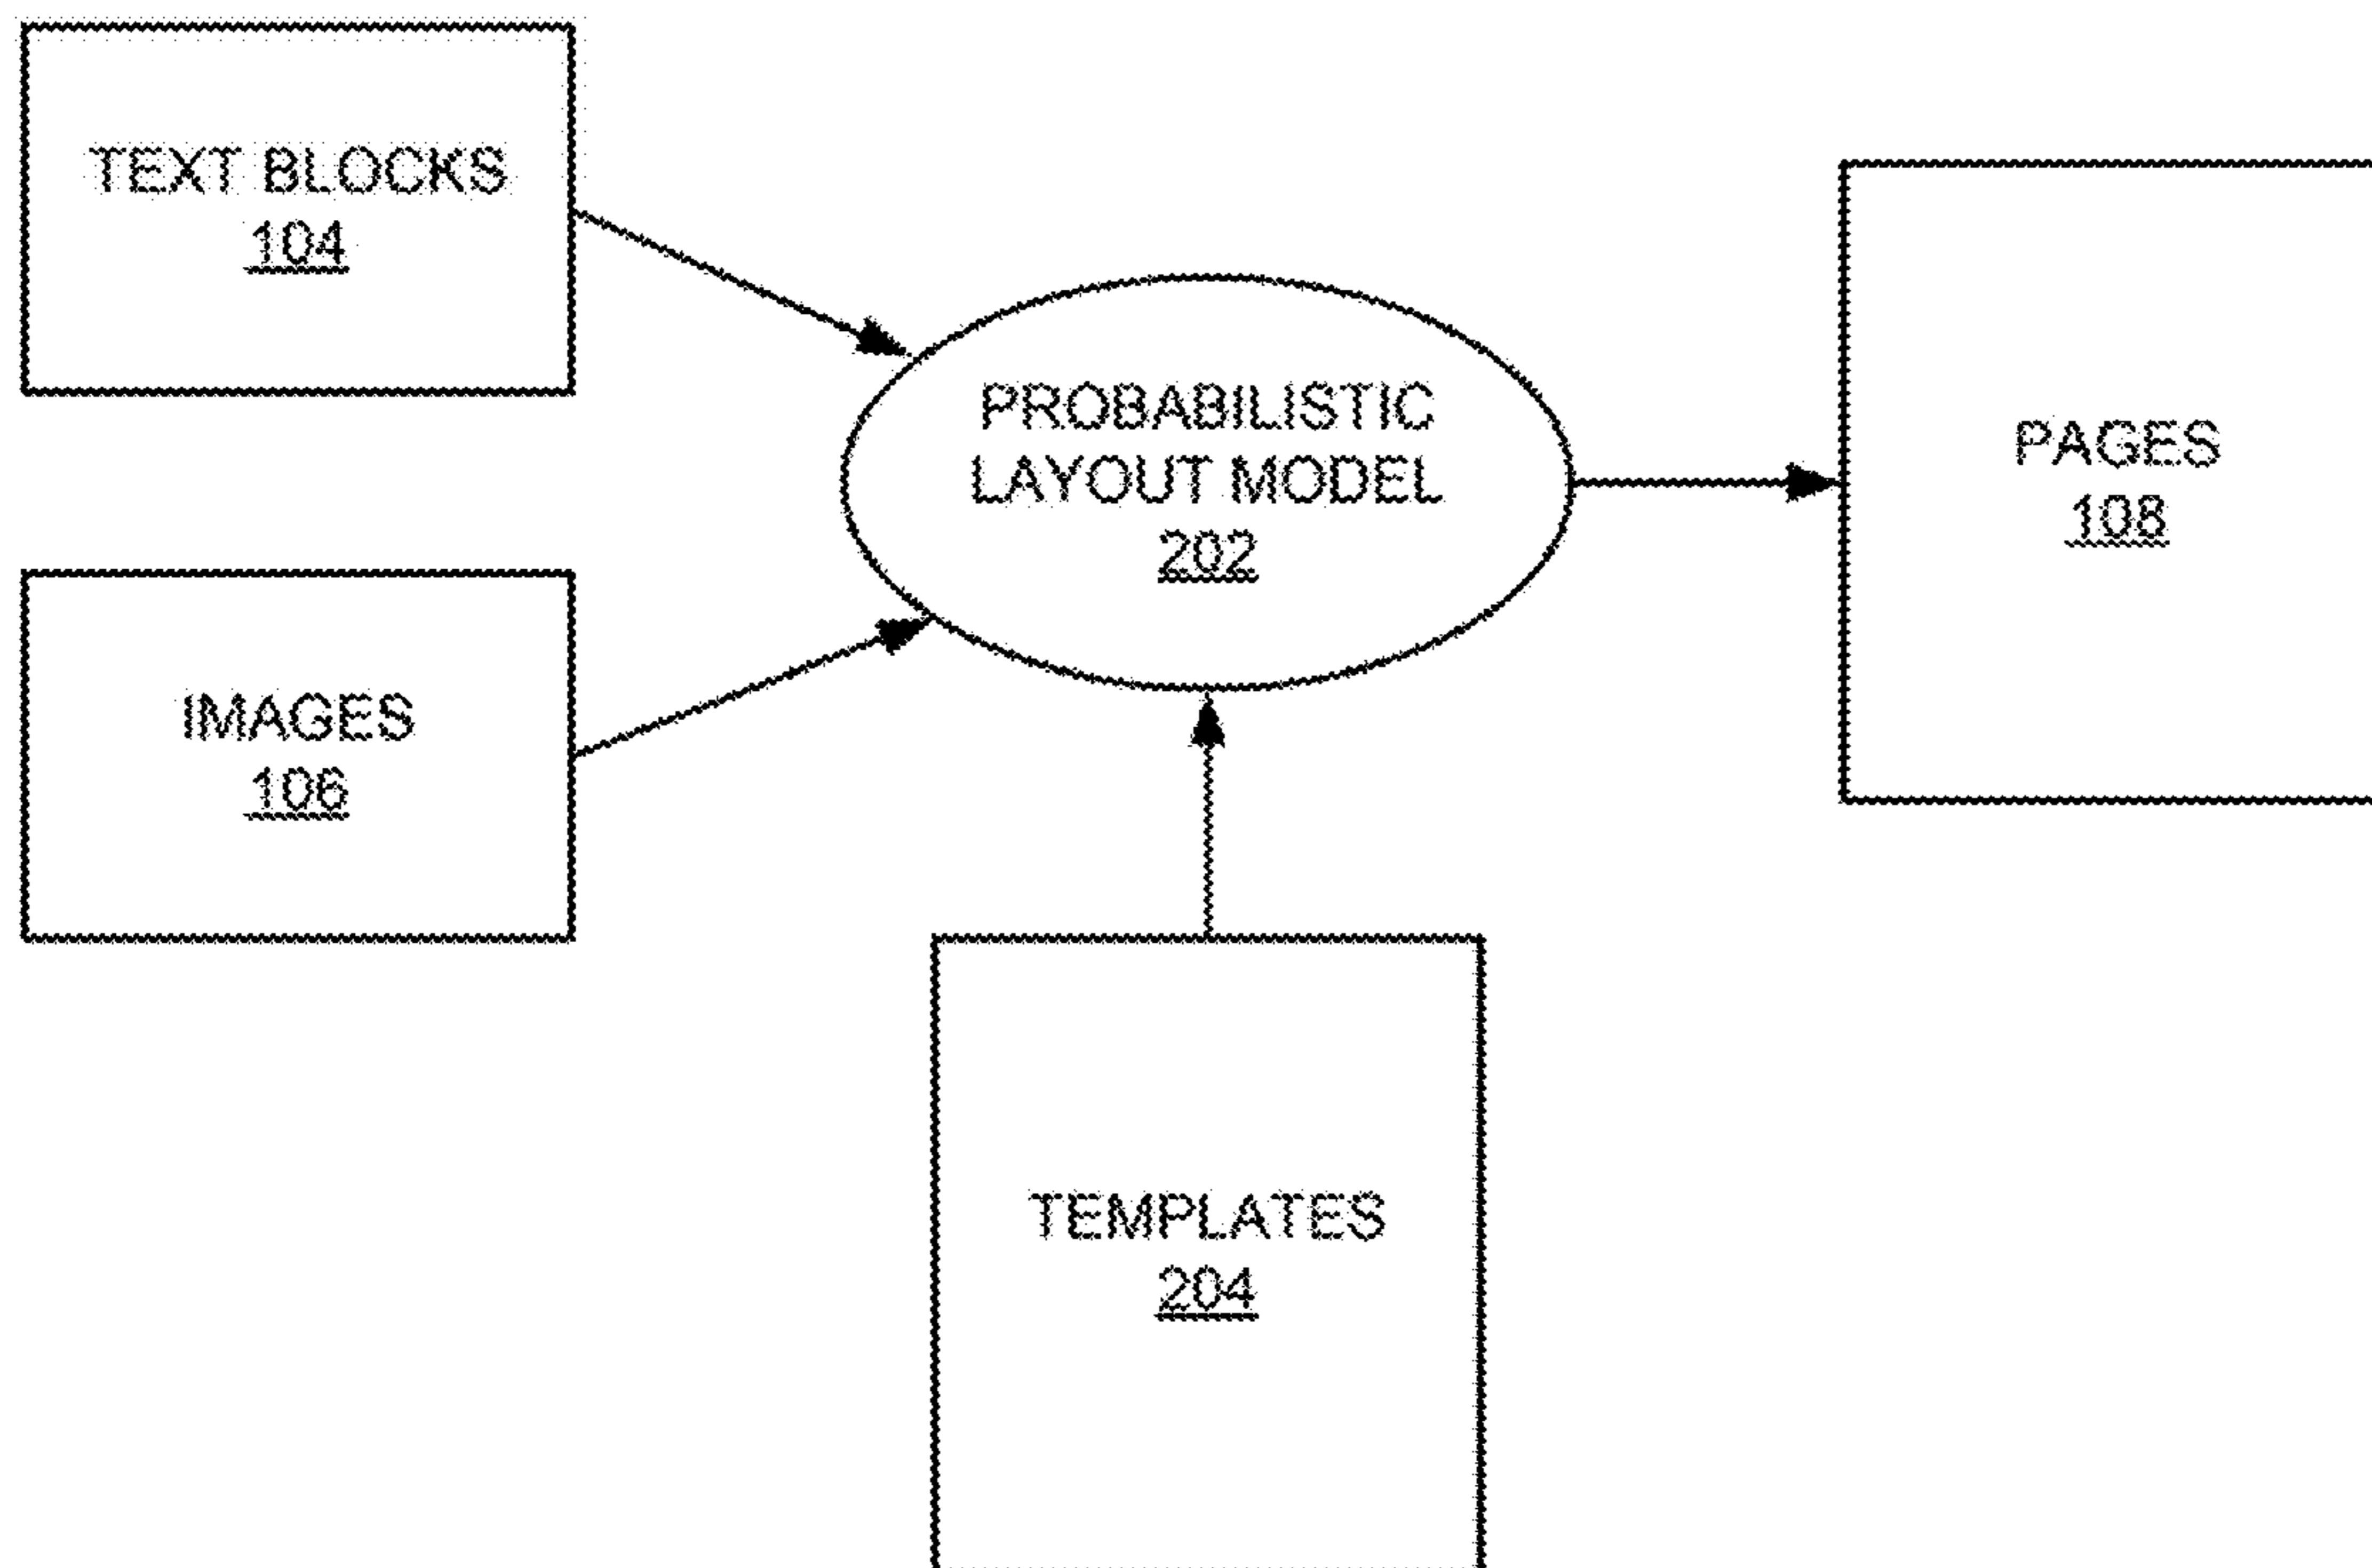 TEXT BLOCKS
104
PROBABILISTIC
LAYOUT MODEL
202
PAGES
108
IMAGES
106
TEMPLATES
204